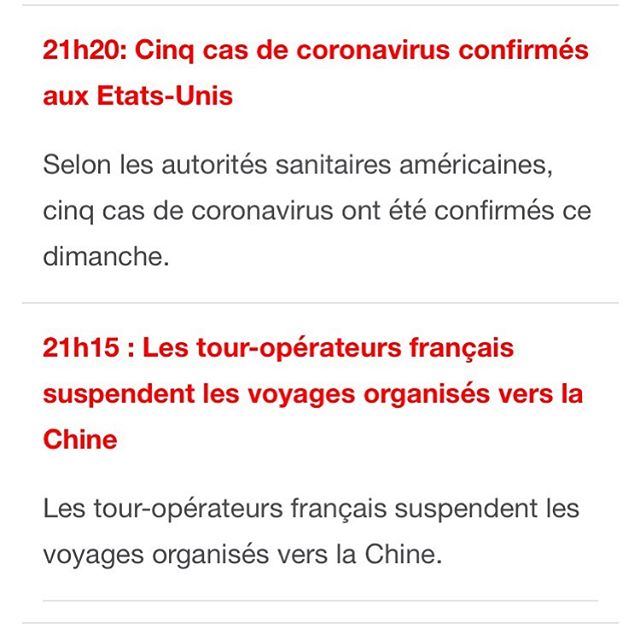 21h20: Cinq cas de coronavirus confirmés
aux Etats-Unis
Selon les autorités sanitaires américaines,
cinq cas de coronavirus ont été confirmés ce
dimanche.
21h15 : Les tour-opérateurs français
suspendent les voyages organisés vers la
Chine
Les tour-opérateurs français suspendent les
voyages organisés vers la Chine.